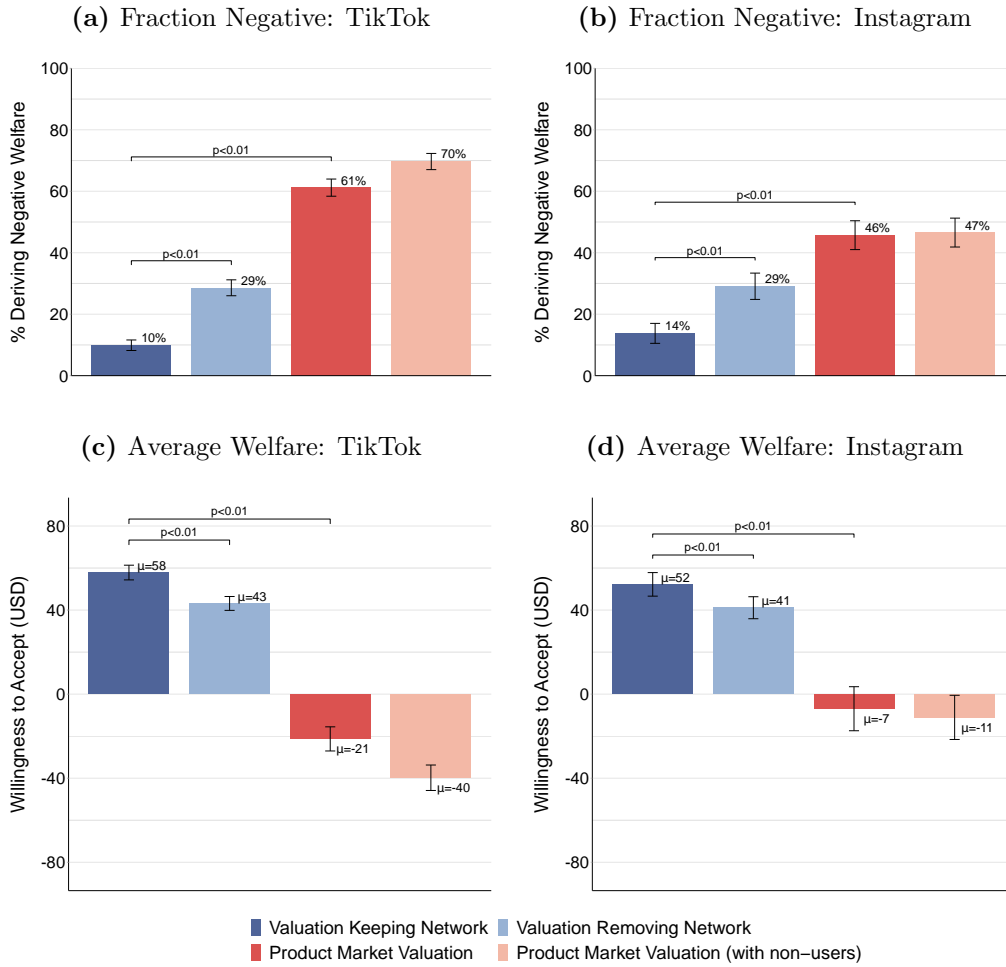 (a) Fraction Negative: TikTok
(b) Fraction Negative: Instagram
% Deriving Negative Welfare
100
80
60
40
20
0
p<0.01
p<0.01
10%
29%
61%
70%
% Deriving Negative Welfare
100
80
60
40
20
0
p<0.01
p<0.01
14%
29%
46%
47%
(c) Average Welfare: TikTok
(d) Average Welfare: Instagram
Willingness to Accept (USD)
80
40
0
-40
-80
p<0.01
p<0.01
μ=58
μ=43
μ=-21
μ=-40
Willingness to Accept (USD)
80
40
0
-40
-80
p<0.01
p<0.01
μ=52
μ=41
μ=-7
μ=-11
Valuation Keeping Network
Valuation Removing Network
Product Market Valuation
Product Market Valuation (with non−users)